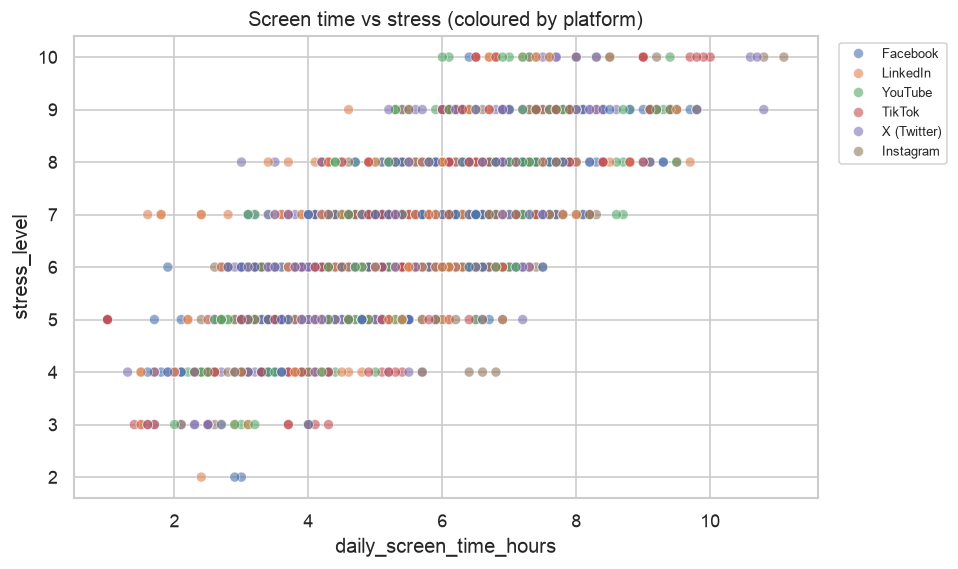 Screen time vs stress (coloured by platform)
stress_level
10
9
8
7
6
5
4
3
2
2 4 6 8 10
daily_screen_time_hours
Facebook
LinkedIn
YouTube
TikTok
X (Twitter)
Instagram